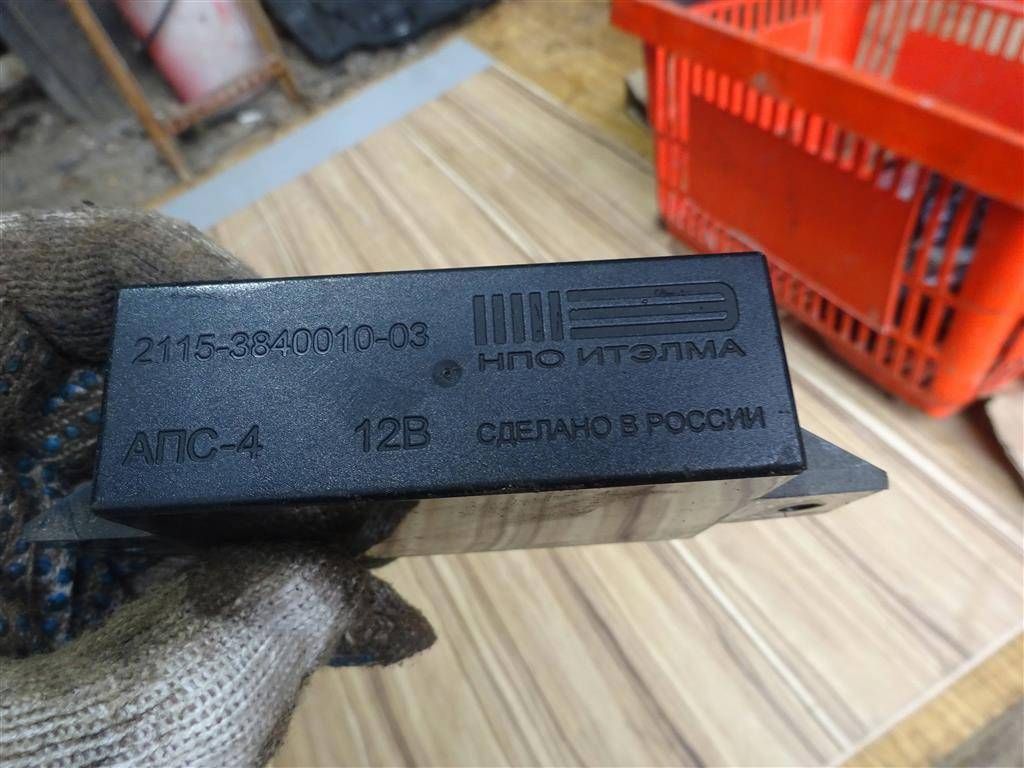 2115-3840010-03
НПО ИТЭЛМА
АПС-4 12В СДЕЛАНО В РОССИИ